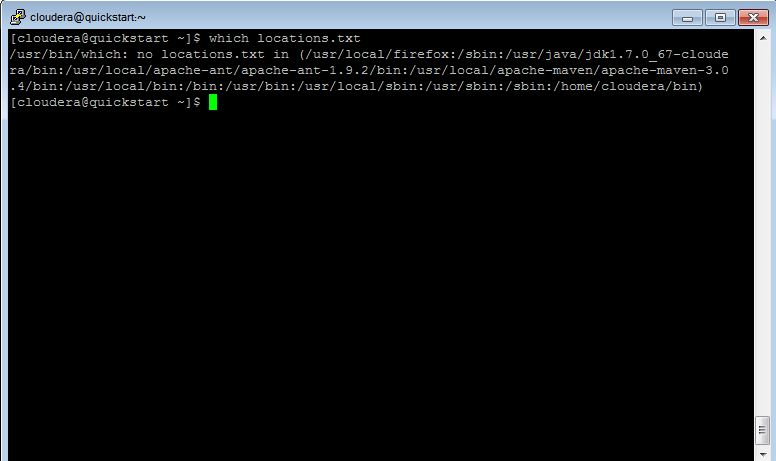 cloudera@quickstart:~
[cloudera@quickstart ~]$ which locations.txt
/usr/bin/which: no locations.txt in (/usr/local/firefox:/sbin:/usr/java/jdk1.7.0_67-cloude
ra/bin:/usr/local/apache-ant/apache-ant-1.9.2/bin:/usr/local/apache-maven/apache-maven-3.0
.4/bin:/usr/local/bin:/bin:/usr/bin:/usr/local/sbin:/usr/sbin:/sbin:/home/cloudera/bin)
[cloudera@quickstart ~]$